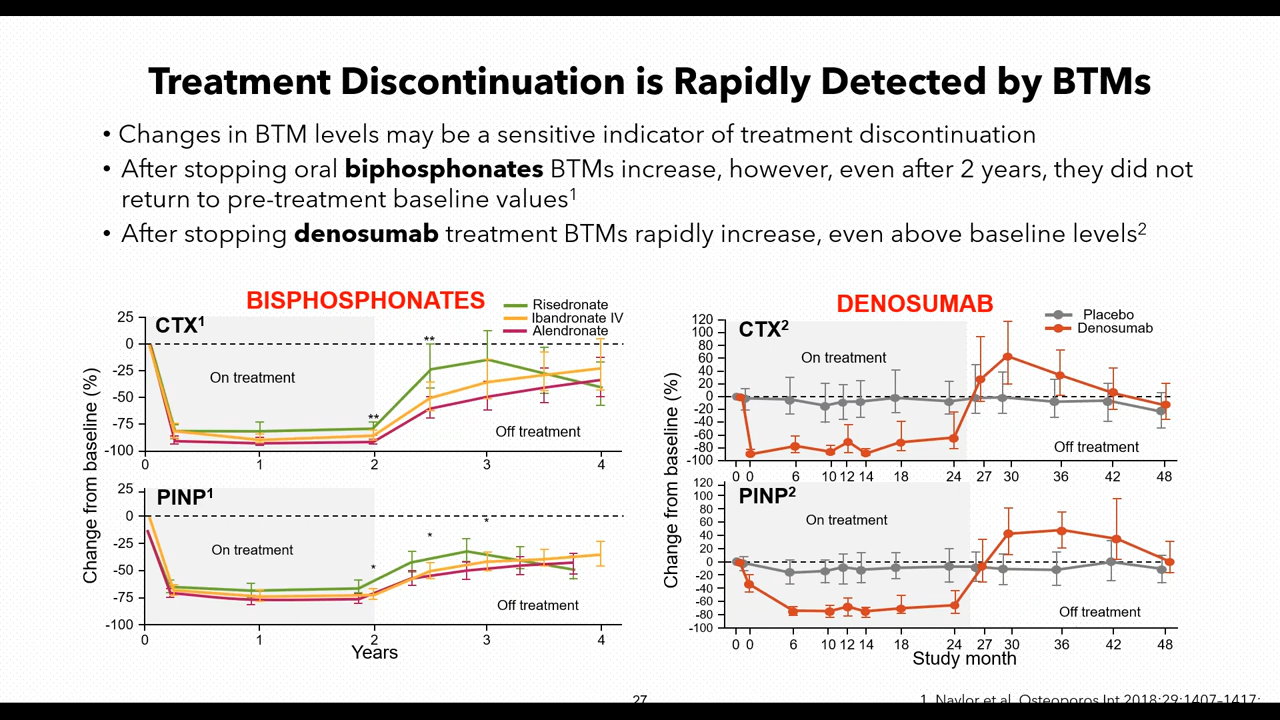 Treatment Discontinuation is Rapidly Detected by BTMs
• Changes in BTM levels may be a sensitive indicator of treatment discontinuation
• After stopping oral biphosphonates BTMs increase, however, even after 2 years, they did not
return to pre-treatment baseline values¹
• After stopping denosumab treatment BTMs rapidly increase, even above baseline levels²
BISPHOSPHONATES
Risedronate
Ibandronate IV
Alendronate
Change from baseline (%)
CTX¹
25
0
-25
-50
-75
-100
On treatment
**
**
Off treatment
0 1 2 3 4
PINP¹
25
0
-25
-50
-75
-100
On treatment
*
*
*
Off treatment
0 1 2 3 4
Years
DENOSUMAB
Placebo
Denosumab
Change from baseline (%)
CTX²
120
100
80
60
40
20
0
-20
-40
-60
-80
-100
On treatment
Off treatment
0 0 6 10 12 14 18 24 27 30 36 42 48
PINP²
120
100
80
60
40
20
0
-20
-40
-60
-80
-100
On treatment
Off treatment
0 0 6 10 12 14 18 24 27 30 36 42 48
Study month
27
1. Naylor et al. Osteoporos Int 2018;29:1407–1417;